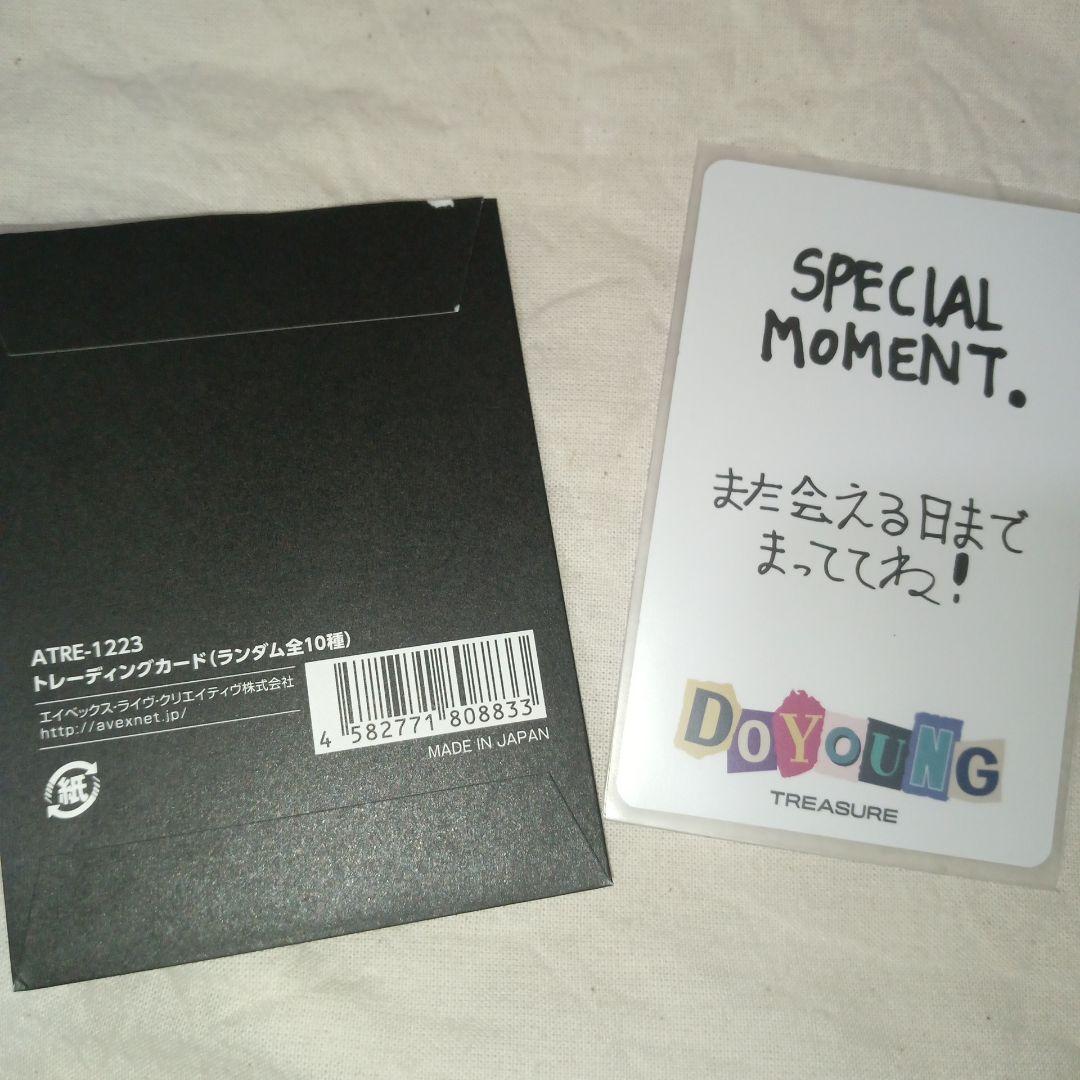 ATRE-1223
トレーディングカード(ランダム全10種)
エイベックス・ライヴ・クリエイティヴ株式会社
http://avexnet.jp/
4 582771 808833
MADE IN JAPAN
紙
SPECIAL
MOMENT.
また会える日まで
まっててね!
DOYOUNG
TREASURE